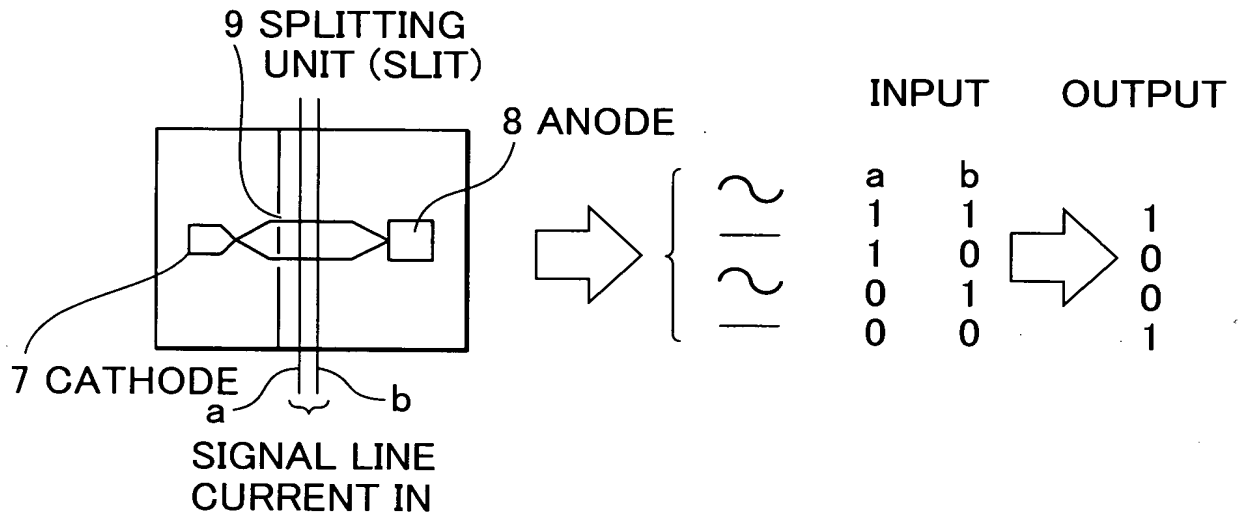 9 SPLITTING
UNIT (SLIT)
8 ANODE
7 CATHODE
a
b
SIGNAL LINE
CURRENT IN
INPUT OUTPUT
a b
1 1 1
1 0 0
0 1 0
0 0 1